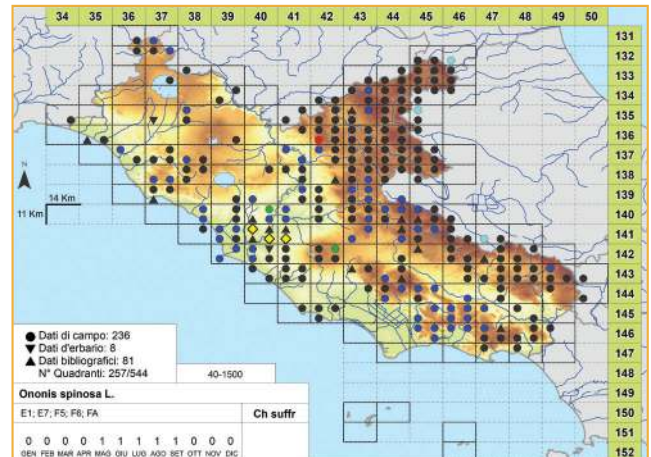 34 35 36 37 38 39 40 41 42 43 44 45 46 47 48 49 50
131
132
133
134
135
136
137
138
139
140
141
142
143
144
145
146
147
148
149
150
151
152
N
14 Km
11 Km
Dati di campo: 236
Dati d'erbario: 8
Dati bibliografici: 81
N° Quadranti: 257/544
40-1500
Ononis spinosa L.
E1; E7; F5; F6; FA
Ch suffr
0 0 0 0 1 1 1 1 1 0 0 0
GEN FEB MAR APR MAG GIU LUG AGO SET OTT NOV DIC